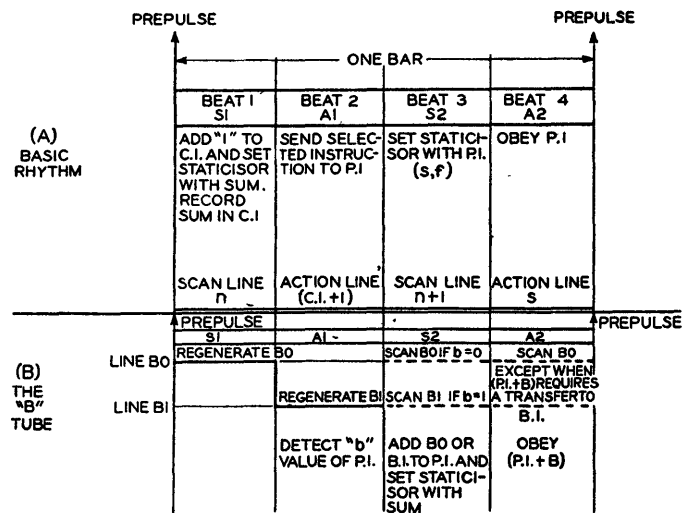 PREPULSE
PREPULSE
ONE BAR
BEAT 1
S1
BEAT 2
A1
BEAT 3
S2
BEAT 4
A2
(A)
BASIC
RHYTHM
ADD "1" TO
C.I. AND SET
STATICISOR
WITH SUM.
RECORD
SUM IN C.I
SEND SELEC-
TED INSTRUC-
TION TO P.I
SET STATICI-
SOR WITH P.I.
(s,f)
OBEY P.I
SCAN LINE
n
ACTION LINE
(C.I.+1)
SCAN LINE
n+1
ACTION LINE
s
PREPULSE
PREPULSE
S1
A1
S2
A2
(B)
THE
"B"
TUBE
LINE B0
LINE B1
REGENERATE B0
SCAN B0 IF b=0
SCAN B0
EXCEPT WHEN
(P.I.+B)REQUIRES
A TRANSFER TO
B.I.
REGENERATE B1
SCAN B1 IF b=1
DETECT "b"
VALUE OF P.I.
ADD B0 OR
B.I. TO P.I. AND
SET STATICI-
SOR WITH
SUM
OBEY
(P.I.+B)